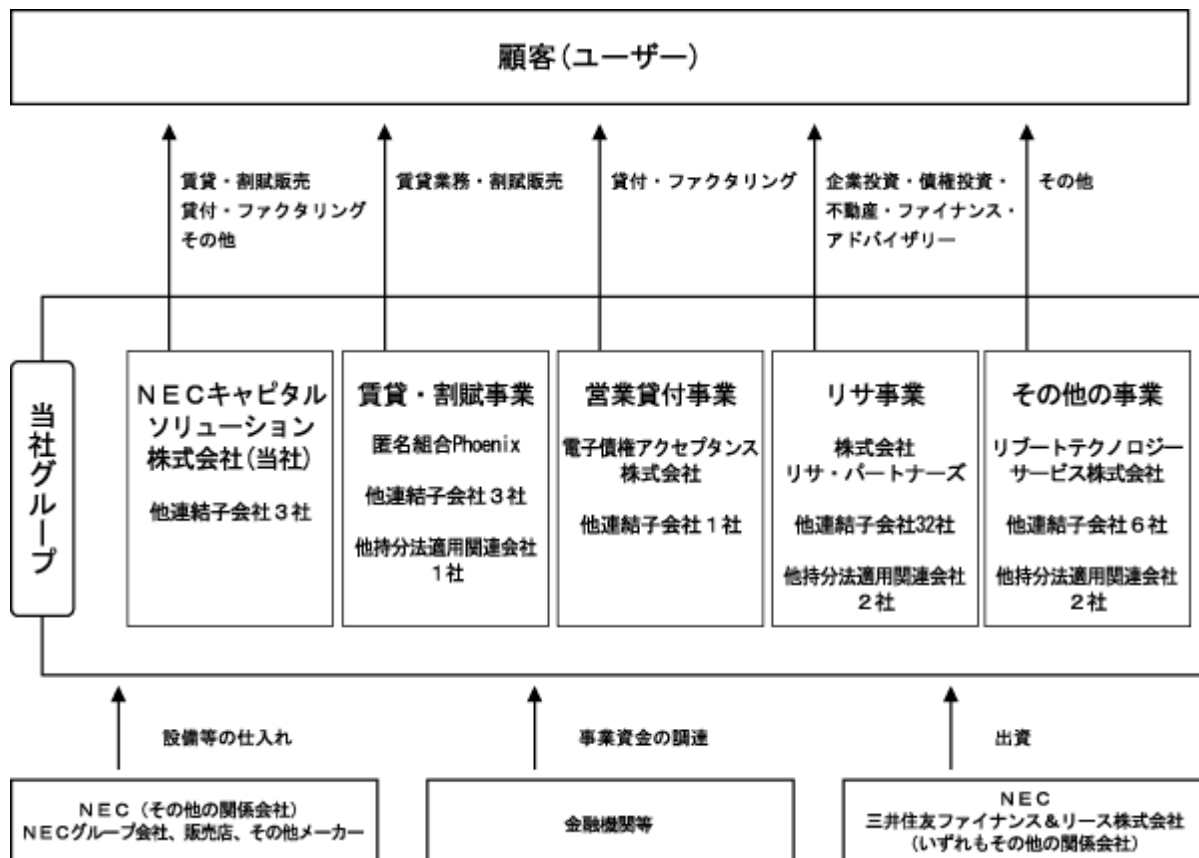 顧客(ユーザー)
賃貸・割賦販売
貸付・ファクタリング
その他
賃貸業務・割賦販売
貸付・ファクタリング
企業投資・債権投資・
不動産・ファイナンス・
アドバイザリー
その他
当社グループ
ＮＥＣキャピタル
ソリューション
株式会社(当社)
他連結子会社３社
賃貸・割賦事業
匿名組合Phoenix
他連結子会社３社
他持分法適用関連会社
１社
営業貸付事業
電子債権アクセプタンス
株式会社
他連結子会社１社
リサ事業
株式会社
リサ・パートナーズ
他連結子会社32社
他持分法適用関連会社
２社
その他の事業
リブートテクノロジー
サービス株式会社
他連結子会社６社
他持分法適用関連会社
２社
設備等の仕入れ
事業資金の調達
出資
ＮＥＣ（その他の関係会社）
ＮＥＣグループ会社、販売店、その他メーカー
金融機関等
ＮＥＣ
三井住友ファイナンス＆リース株式会社
(いずれもその他の関係会社)